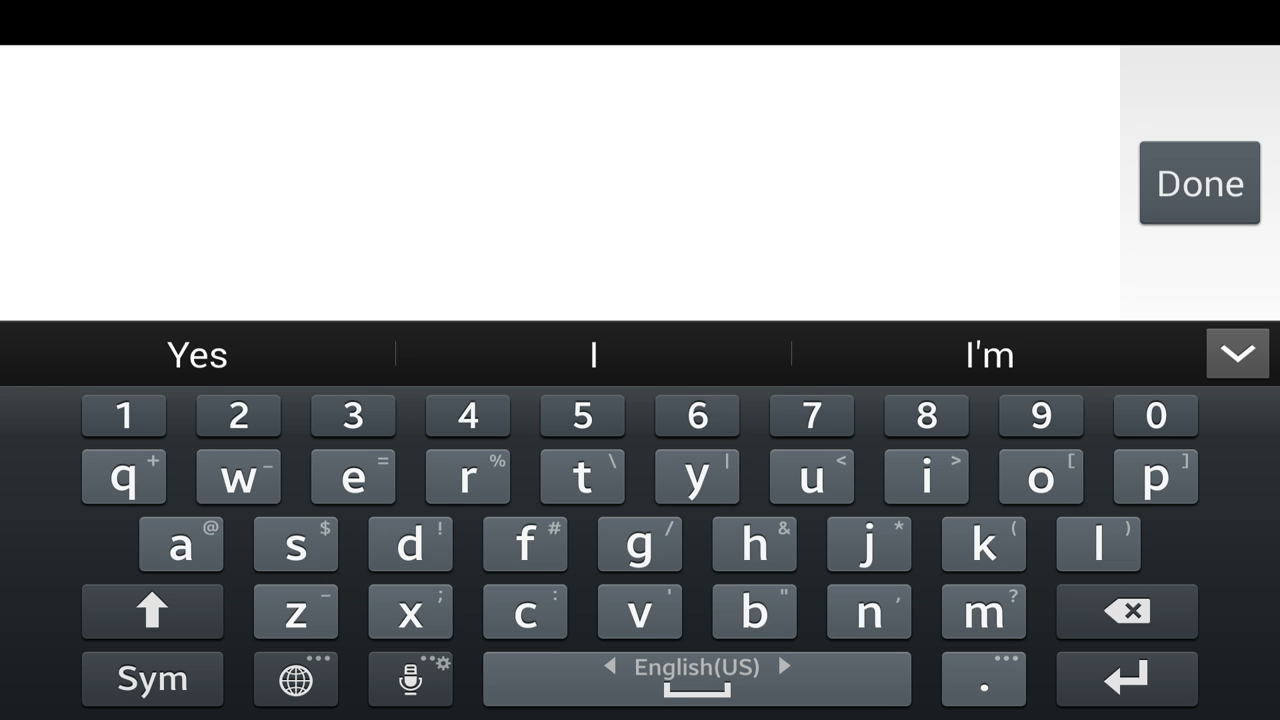 Done
Yes I I'm
1 2 3 4 5 6 7 8 9 0
q + w _ e = r % t \ y | u < i > o [ p ]
a @ s $ d ! f # g / h & j * k ( l )
z - x ; c : v ' b " n , m ?
Sym English(US) .